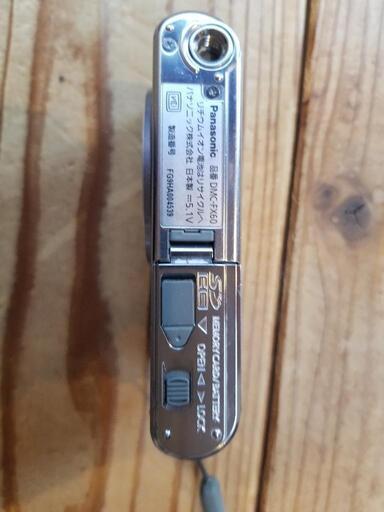 Panasonic 品番 DMC-FX60
パナソニック株式会社 日本製 ⎓5.1V
リチウムイオン電池はリサイクルへ
製造番号 FG9HA004539
SD
MEMORY CARD/BATTERY
OPEN ◁ ▷ LOCK